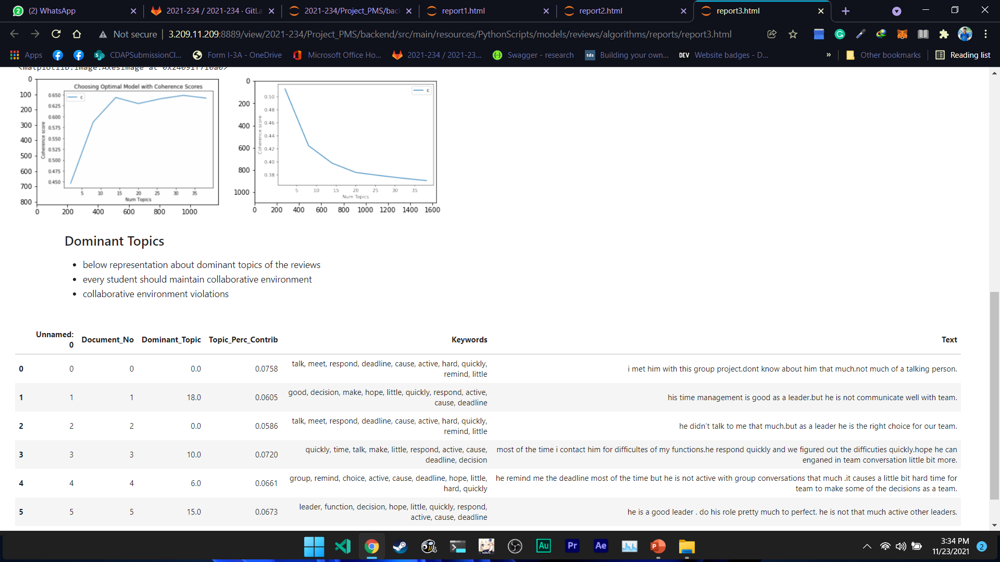 (2) WhatsApp
2021-234 / 2021-234 · GitLa
2021-234/Project_PMS/back
report1.html
report2.html
report3.html
Not secure
3.209.11.209:8889/view/2021-234/Project_PMS/backend/src/main/resources/PythonScripts/models/reviews/algorithms/reports/report3.html
Apps
CDAPSubmissionCl...
Form I-3A - OneDrive
Microsoft Office Ho...
2021-234 / 2021-23...
Swagger - research
tds
Building your own...
DEV
Website badges - D...
»
Other bookmarks
Reading list
<matplotlib.image.AxesImage at 0x24091f710a0>
0
100
200
300
400
500
600
700
800
0 200 400 600 800 1000
Choosing Optimal Model with Coherence Scores
c
0.650
0.625
0.600
0.575
0.550
0.525
0.500
0.475
0.450
Coherence score
5 10 15 20 25 30 35
Num Topics
0
200
400
600
800
1000
0 200 400 600 800 1000 1200 1400 1600
c
0.50
0.48
0.46
0.44
0.42
0.40
0.38
Coherence score
5 10 15 20 25 30 35
Num Topics
Dominant Topics
• below representation about dominant topics of the reviews
• every student should maintain collaborative environment
• collaborative environment violations
Unnamed: 0 Document_No Dominant_Topic Topic_Perc_Contrib Keywords Text
0 0 0 0.0 0.0758 talk, meet, respond, deadline, cause, active, hard, quickly, remind, little i met him with this group project.dont know about him that much.not much of a talking person.
1 1 1 18.0 0.0605 good, decision, make, hope, little, quickly, respond, active, cause, deadline his time management is good as a leader.but he is not communicate well with team.
2 2 2 0.0 0.0586 talk, meet, respond, deadline, cause, active, hard, quickly, remind, little he didn't talk to me that much.but as a leader he is the right choice for our team.
3 3 3 10.0 0.0720 quickly, time, talk, make, little, respond, active, cause, deadline, decision most of the time i contact him for difficultes of my functions.he respond quickly and we figured out the difficuties quickly.hope he can enganed in team conversation little bit more.
4 4 4 6.0 0.0661 group, remind, choice, active, cause, deadline, hope, little, hard, quickly he remind me the deadline most of the time but he is not active with group conversations that much .it causes a little bit hard time for team to make some of the decisions as a team.
5 5 5 15.0 0.0673 leader, function, decision, hope, little, quickly, respond, active, cause, deadline he is a good leader . do his role pretty much to perfect. he is not that much active other leaders.
Au
Pr
Ae
3:34 PM
11/23/2021
2